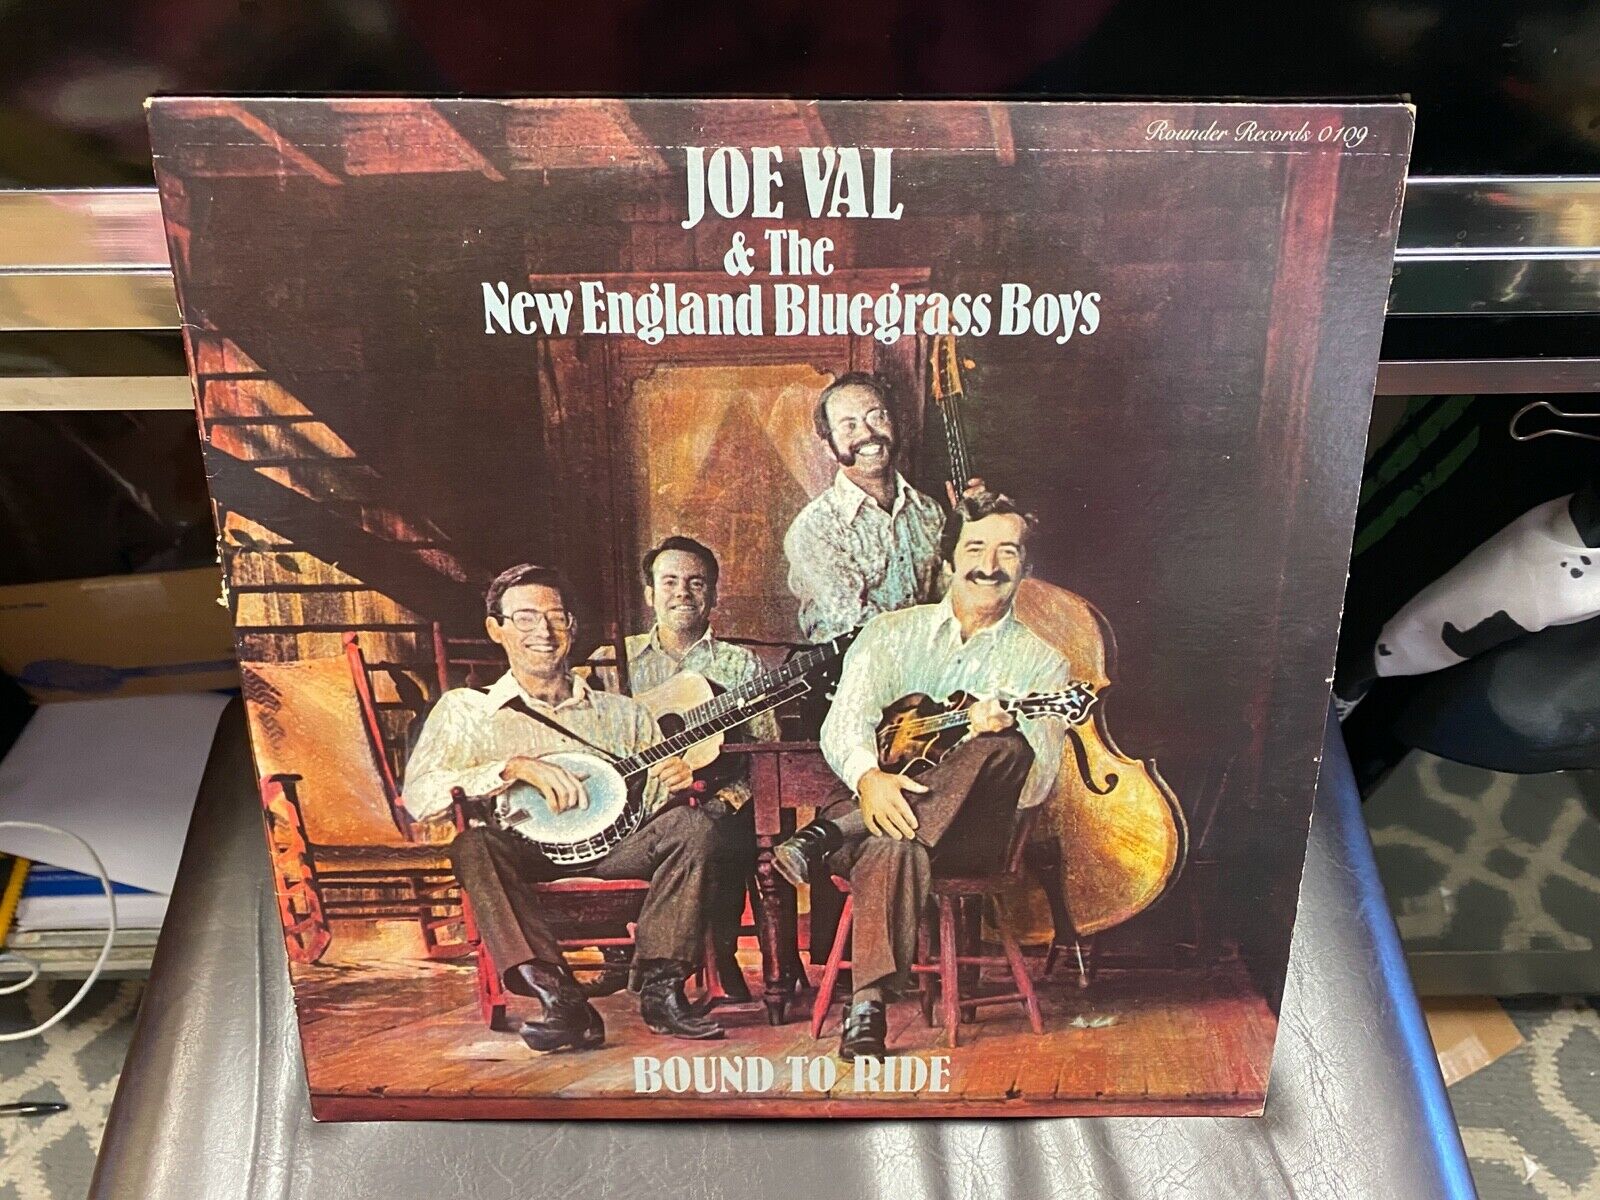 Rounder Records 0109
JOE VAL
& The
New England Bluegrass Boys
BOUND TO RIDE